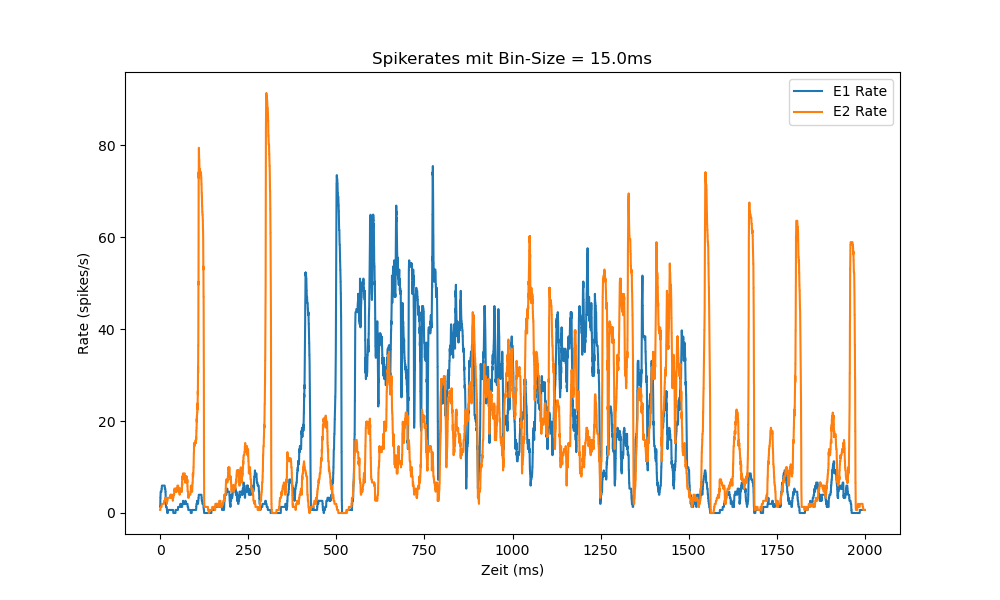 Spikerates mit Bin-Size = 15.0ms
E1 Rate
E2 Rate
Rate (spikes/s)
80
60
40
20
0
0 250 500 750 1000 1250 1500 1750 2000
Zeit (ms)